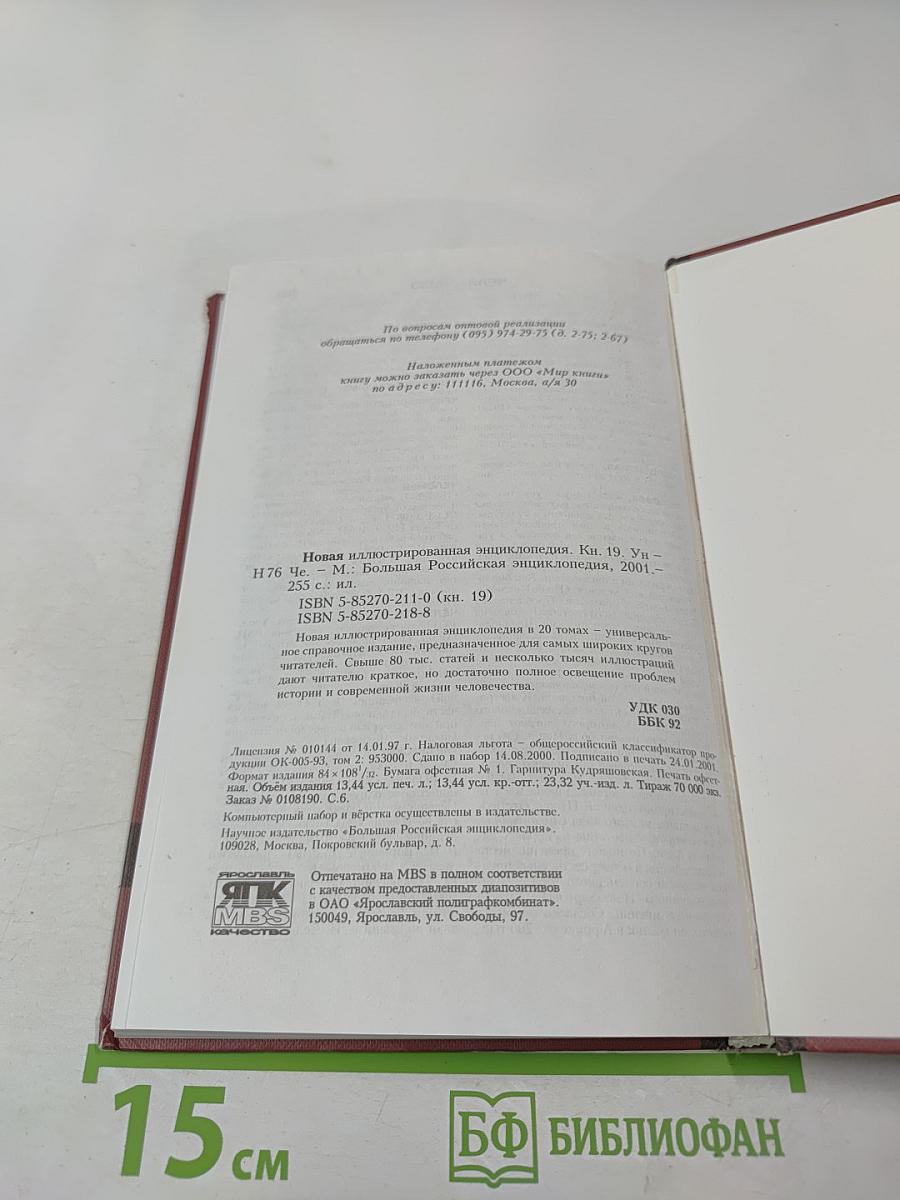 По вопросам оптовой реализации
обращаться по телефону (095) 974-29-75 (д. 2-75; 2-67)
Наложенным платежом
книгу можно заказать через ООО «Мир книги»
по адресу: 111116, Москва, а/я 30
Новая иллюстрированная энциклопедия. Кн. 19. Ун –
Н 76 Че. – М.: Большая Российская энциклопедия, 2001.–
255 с.: ил.
ISBN 5-85270-211-0 (кн. 19)
ISBN 5-85270-218-8
Новая иллюстрированная энциклопедия в 20 томах – универсаль-
ное справочное издание, предназначенное для самых широких кругов
читателей. Свыше 80 тыс. статей и несколько тысяч иллюстраций
дают читателю краткое, но достаточно полное освещение проблем
истории и современной жизни человечества.
УДК 030
ББК 92
Лицензия № 010144 от 14.01.97 г. Налоговая льгота – общероссийский классификатор про-
дукции ОК-005-93, том 2: 953000. Сдано в набор 14.08.2000. Подписано в печать 24.01.2001.
Формат издания 84×108¹/₃₂. Бумага офсетная № 1. Гарнитура Кудряшовская. Печать офсет-
ная. Объём издания 13,44 усл. печ. л.; 13,44 усл. кр.-отт.; 23,32 уч.-изд. л. Тираж 70 000 экз.
Заказ № 0108190. С.6.
Компьютерный набор и вёрстка осуществлены в издательстве.
Научное издательство «Большая Российская энциклопедия».
109028, Москва, Покровский бульвар, д. 8.
ЯРОСЛАВЛЬ
ЯПК
MBS
КАЧЕСТВО
Отпечатано на MBS в полном соответствии
с качеством предоставленных диапозитивов
в ОАО «Ярославский полиграфкомбинат».
150049, Ярославль, ул. Свободы, 97.
15 см
БФ БИБЛИОФАН